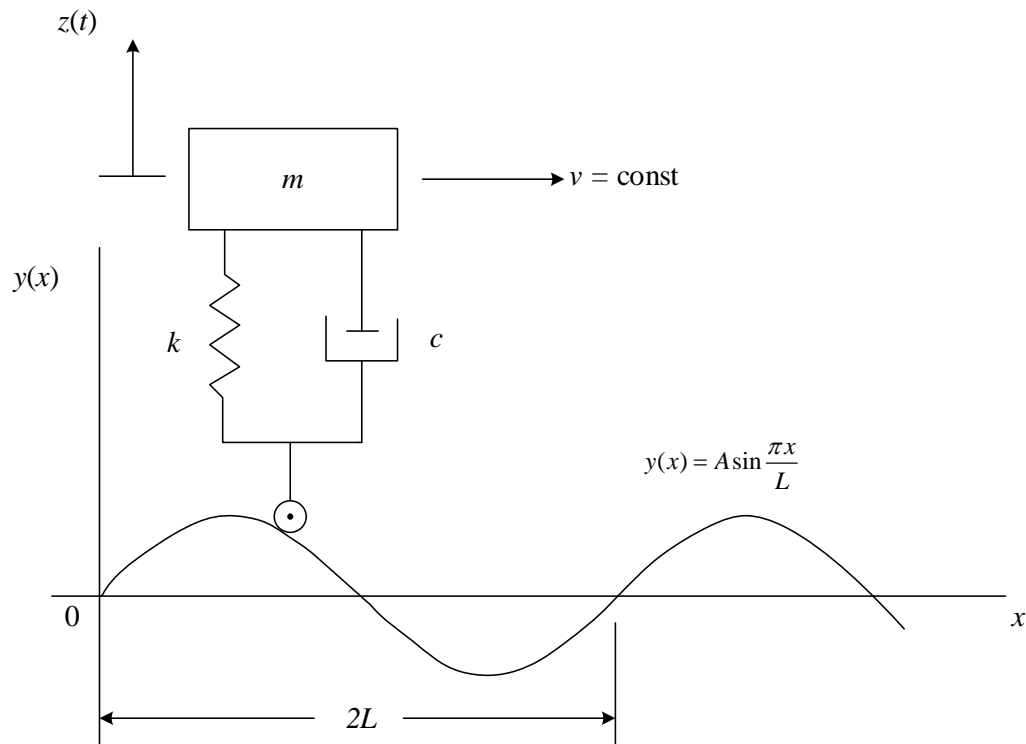 z(t)
m
v = const
y(x)
k
c
y(x) = A sin πx/L
0
x
2L